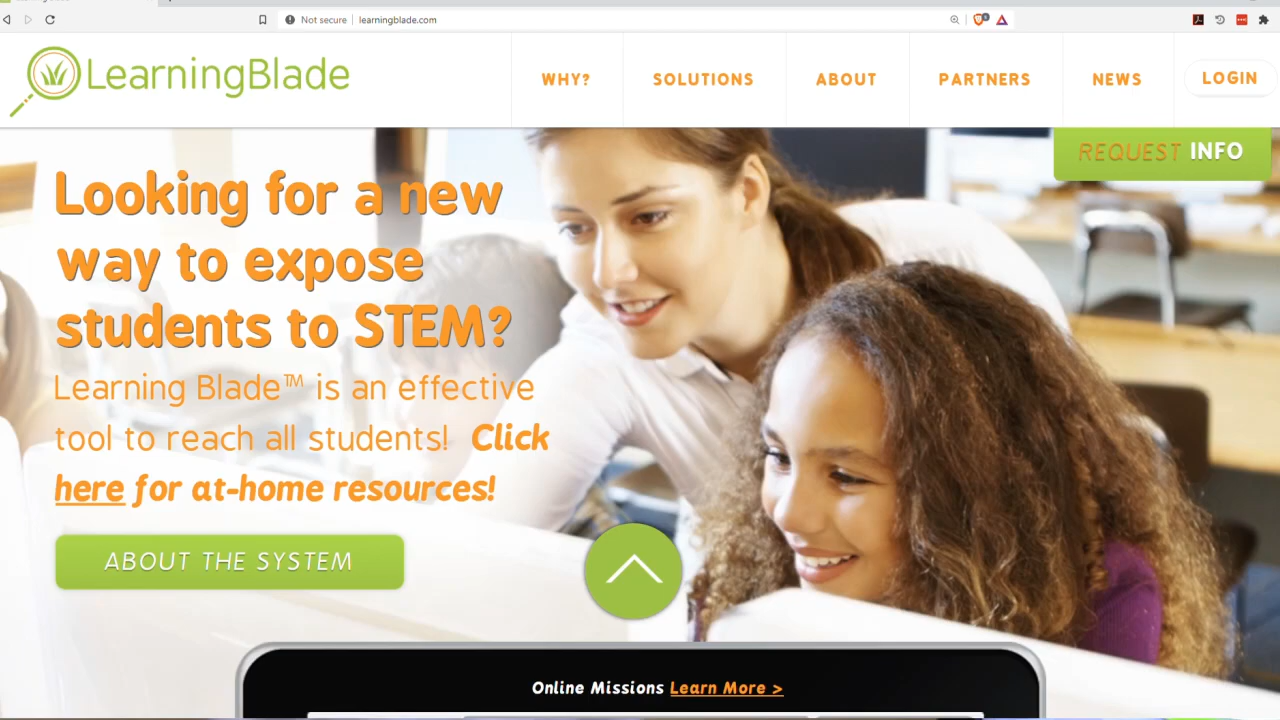 Not secure | learningblade.com
LearningBlade
WHY?
SOLUTIONS
ABOUT
PARTNERS
NEWS
LOGIN
REQUEST INFO
Looking for a new
way to expose
students to STEM?
Learning Blade™ is an effective
tool to reach all students! Click
here for at-home resources!
ABOUT THE SYSTEM
Online Missions Learn More >